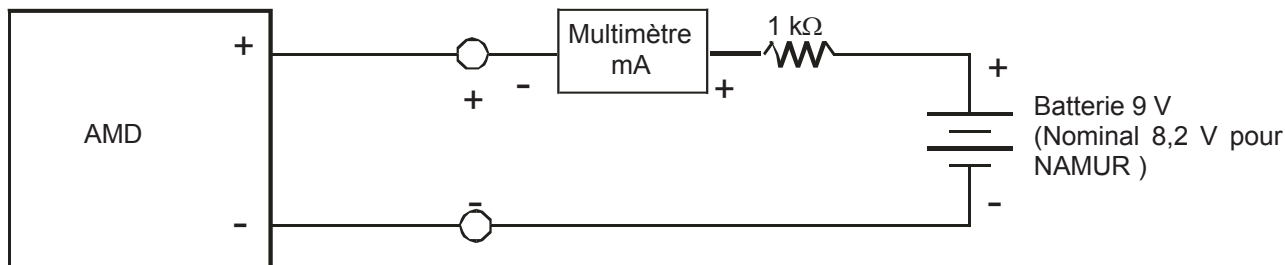 +
Multimètre
mA
1 kΩ
+
-
+
+
Batterie 9 V
(Nominal 8,2 V pour
NAMUR )
AMD
-
-
-